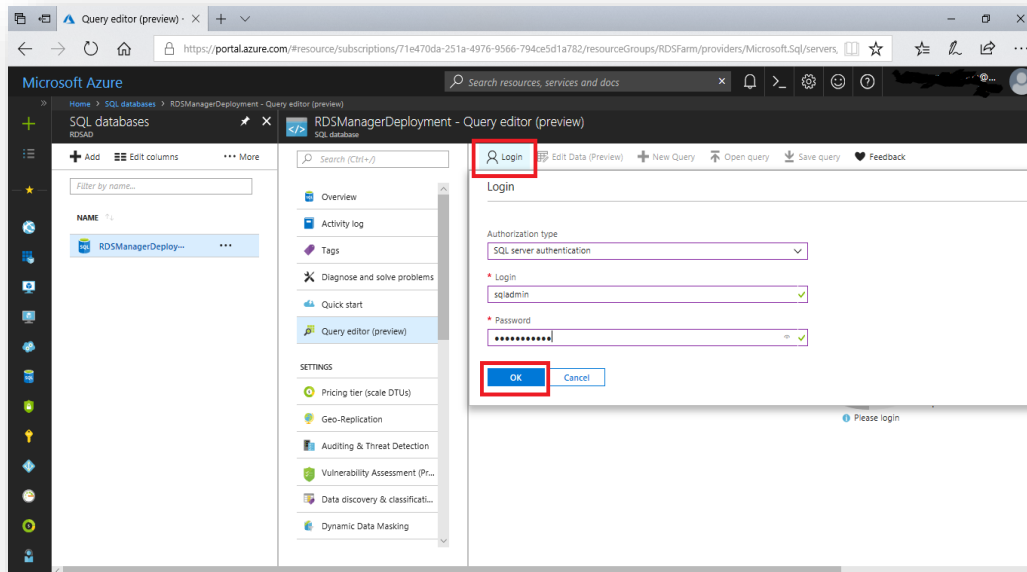 Query editor (preview) -
https://portal.azure.com/#resource/subscriptions/71e470da-251a-4976-9566-794ce5d1a782/resourceGroups/RDSFarm/providers/Microsoft.Sql/servers,
Microsoft Azure
Search resources, services and docs
Home > SQL databases > RDSManagerDeployment - Query editor (preview)
SQL databases
RDSAD
RDSManagerDeployment - Query editor (preview)
SQL database
Add
Edit columns
More
Filter by name...
NAME
RDSManagerDeploy...
Search (Ctrl+/)
Overview
Activity log
Tags
Diagnose and solve problems
Quick start
Query editor (preview)
SETTINGS
Pricing tier (scale DTUs)
Geo-Replication
Auditing & Threat Detection
Vulnerability Assessment (Pr...
Data discovery & classificati...
Dynamic Data Masking
Login
Edit Data (Preview)
New Query
Open query
Save query
Feedback
Login
Authorization type
SQL server authentication
* Login
sqladmin
* Password
OK
Cancel
Please login